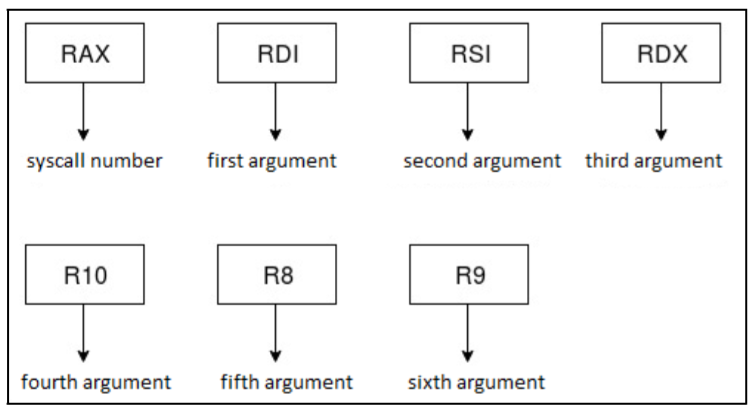 RAX RDI RSI RDX
syscall number first argument second argument third argument
R10 R8 R9
fourth argument fifth argument sixth argument